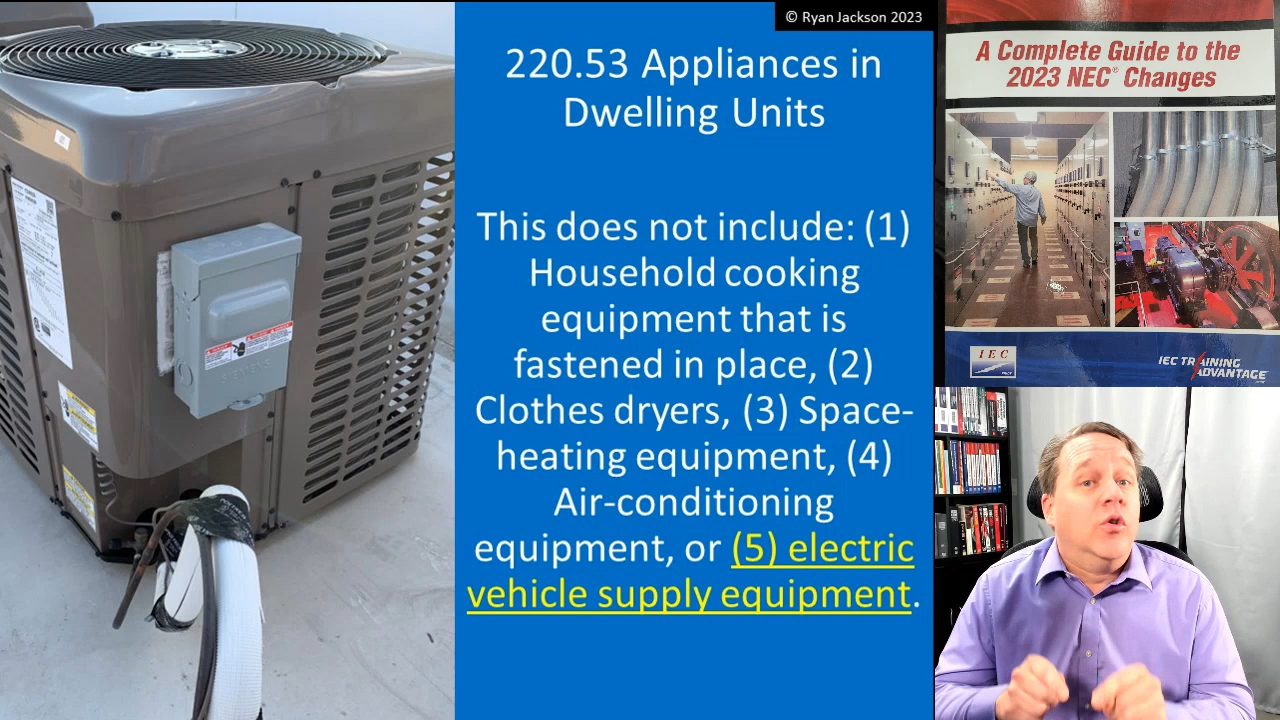 © Ryan Jackson 2023
220.53 Appliances in
Dwelling Units
This does not include: (1)
Household cooking
equipment that is
fastened in place, (2)
Clothes dryers, (3) Space-
heating equipment, (4)
Air-conditioning
equipment, or (5) electric
vehicle supply equipment.
A Complete Guide to the
2023 NEC® Changes
IEC
IEC TRAINING
ADVANTAGE
SIEMENS